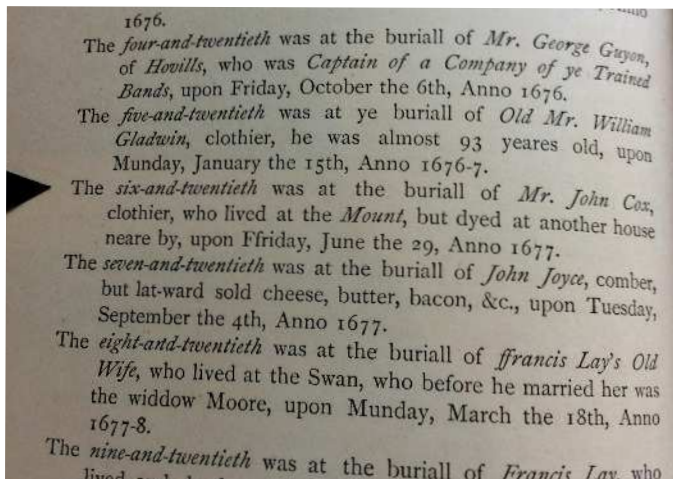 1676.
The four-and-twentieth was at the buriall of Mr. George Guyon,
of Hovills, who was Captain of a Company of ye Trained
Bands, upon Friday, October the 6th, Anno 1676.
The five-and-twentieth was at ye buriall of Old Mr. William
Gladwin, clothier, he was almost 93 yeares old, upon
Munday, January the 15th, Anno 1676-7.
The six-and-twentieth was at the buriall of Mr. John Cox,
clothier, who lived at the Mount, but dyed at another house
neare by, upon Ffriday, June the 29, Anno 1677.
The seven-and-twentieth was at the buriall of John Joyce, comber,
but lat-ward sold cheese, butter, bacon, &c., upon Tuesday,
September the 4th, Anno 1677.
The eight-and-twentieth was at the buriall of ffrancis Lay's Old
Wife, who lived at the Swan, who before he married her was
the widdow Moore, upon Munday, March the 18th, Anno
1677-8.
The nine-and-twentieth was at the buriall of Francis Lay who
lived